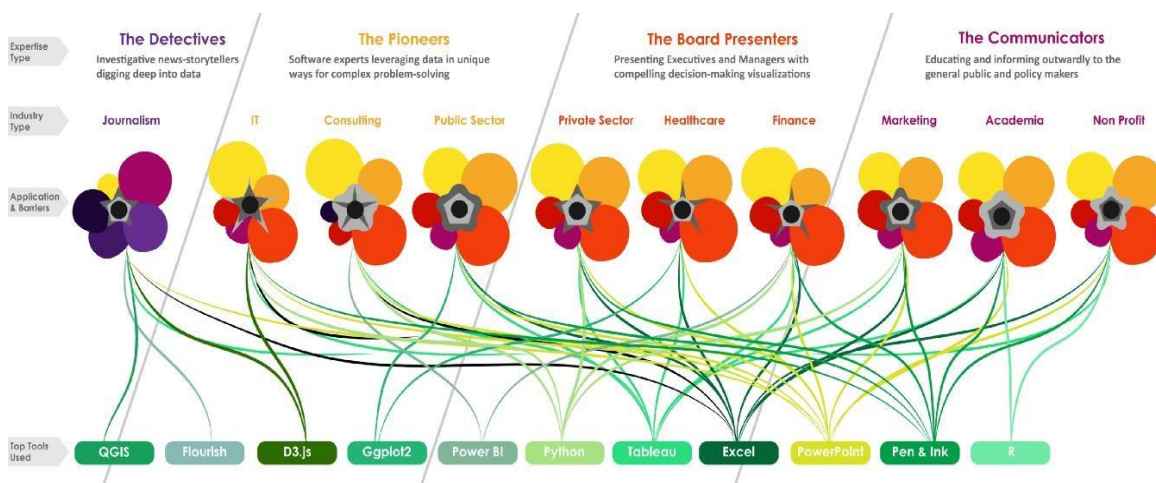 Expertise
Type
The Detectives
Investigative news-storytellers
digging deep into data
The Pioneers
Software experts leveraging data in unique
ways for complex problem-solving
The Board Presenters
Presenting Executives and Managers with
compelling decision-making visualizations
The Communicators
Educating and informing outwardly to the
general public and policy makers
Industry
Type
Journalism
IT
Consulting
Public Sector
Private Sector
Healthcare
Finance
Marketing
Academia
Non Profit
Application
& Barriers
Top Tools
Used
QGIS
Flourish
D3.js
Ggplot2
Power BI
Python
Tableau
Excel
PowerPoint
Pen & Ink
R